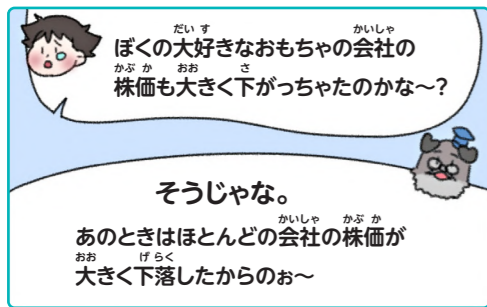 ぼくの大好きなおもちゃの会社の
株価も大きく下がっちゃたのかな～?
そうじゃな。
あのときはほとんどの会社の株価が
大きく下落したからのぉ～